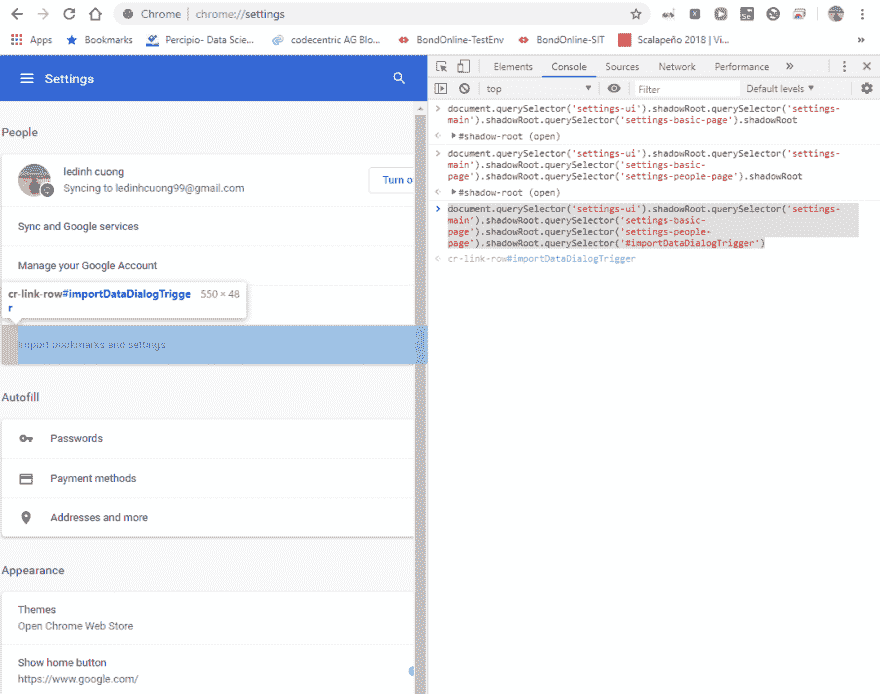 Chrome | chrome://settings
Apps Bookmarks Percipio- Data Scie... codecentric AG Blo... BondOnline-TestEnv BondOnline-SIT Scalapeño 2018 | Vi... »
Settings
People
ledinh cuong
Syncing to ledinhcuong99@gmail.com
Turn o
Sync and Google services
Manage your Google Account
cr-link-row#importDataDialogTrigge
r
550 × 48
Import bookmarks and settings
Autofill
Passwords
Payment methods
Addresses and more
Appearance
Themes
Open Chrome Web Store
Show home button
https://www.google.com/
Elements Console Sources Network Performance »
top Filter Default levels
> document.querySelector('settings-ui').shadowRoot.querySelector('settings-
main').shadowRoot.querySelector('settings-basic-page').shadowRoot
#shadow-root (open)
> document.querySelector('settings-ui').shadowRoot.querySelector('settings-
main').shadowRoot.querySelector('settings-basic-
page').shadowRoot.querySelector('settings-people-page').shadowRoot
#shadow-root (open)
> document.querySelector('settings-ui').shadowRoot.querySelector('settings-
main').shadowRoot.querySelector('settings-basic-
page').shadowRoot.querySelector('settings-people-
page').shadowRoot.querySelector('#importDataDialogTrigger')
cr-link-row#importDataDialogTrigger